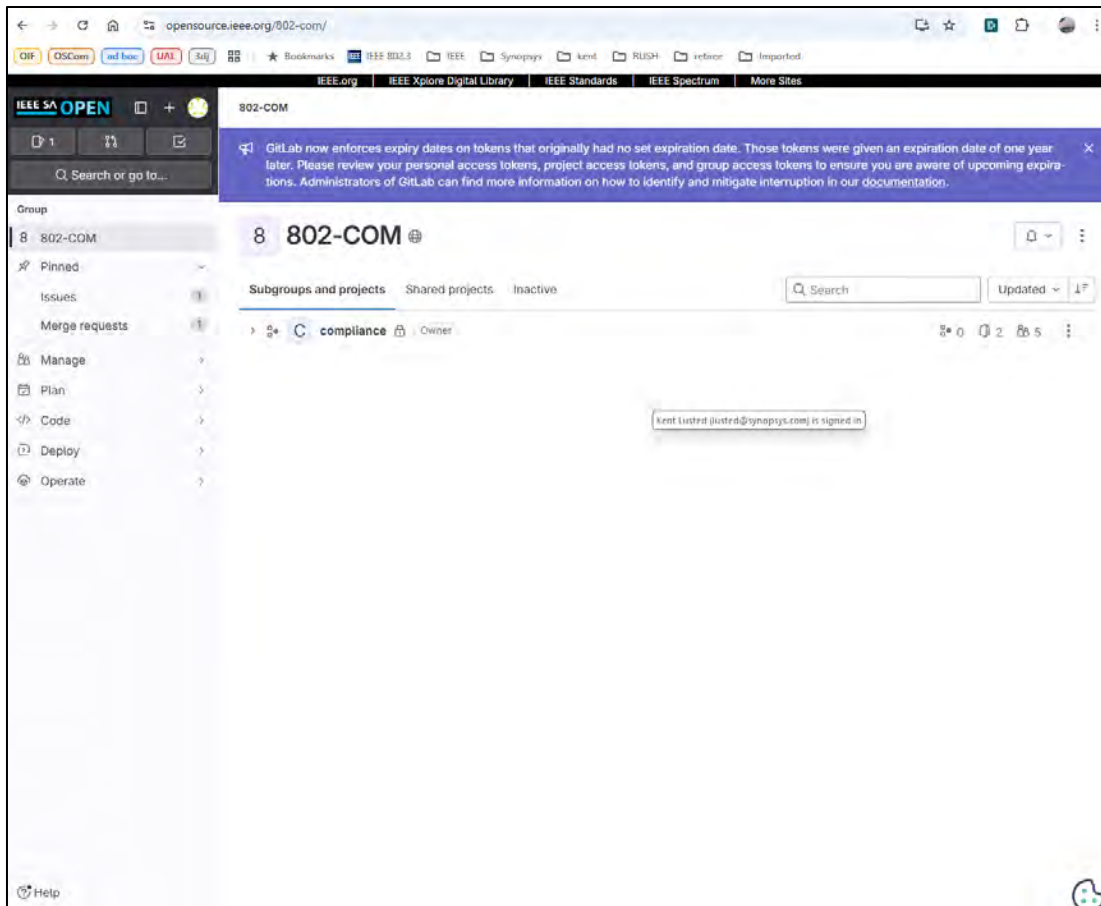 opensource.ieee.org/802-com/
OIF OSCom ad hoc UAL 3dj Bookmarks IEEE IEEE 802.3 IEEE Synopsys kent RUSH retiree Imported
IEEE.org IEEE Xplore Digital Library IEEE Standards IEEE Spectrum More Sites
IEEE SA OPEN
802-COM
1
Search or go to...
GitLab now enforces expiry dates on tokens that originally had no set expiration date. Those tokens were given an expiration date of one year
later. Please review your personal access tokens, project access tokens, and group access tokens to ensure you are aware of upcoming expira-
tions. Administrators of GitLab can find more information on how to identify and mitigate interruption in our documentation.
Group
8 802-COM
Pinned
Issues 1
Merge requests 1
Manage
Plan
Code
Deploy
Operate
Help
8 802-COM
Subgroups and projects Shared projects Inactive
Search
Updated
C compliance Owner 0 2 5
Kent Lusted (lusted@synopsys.com) is signed in